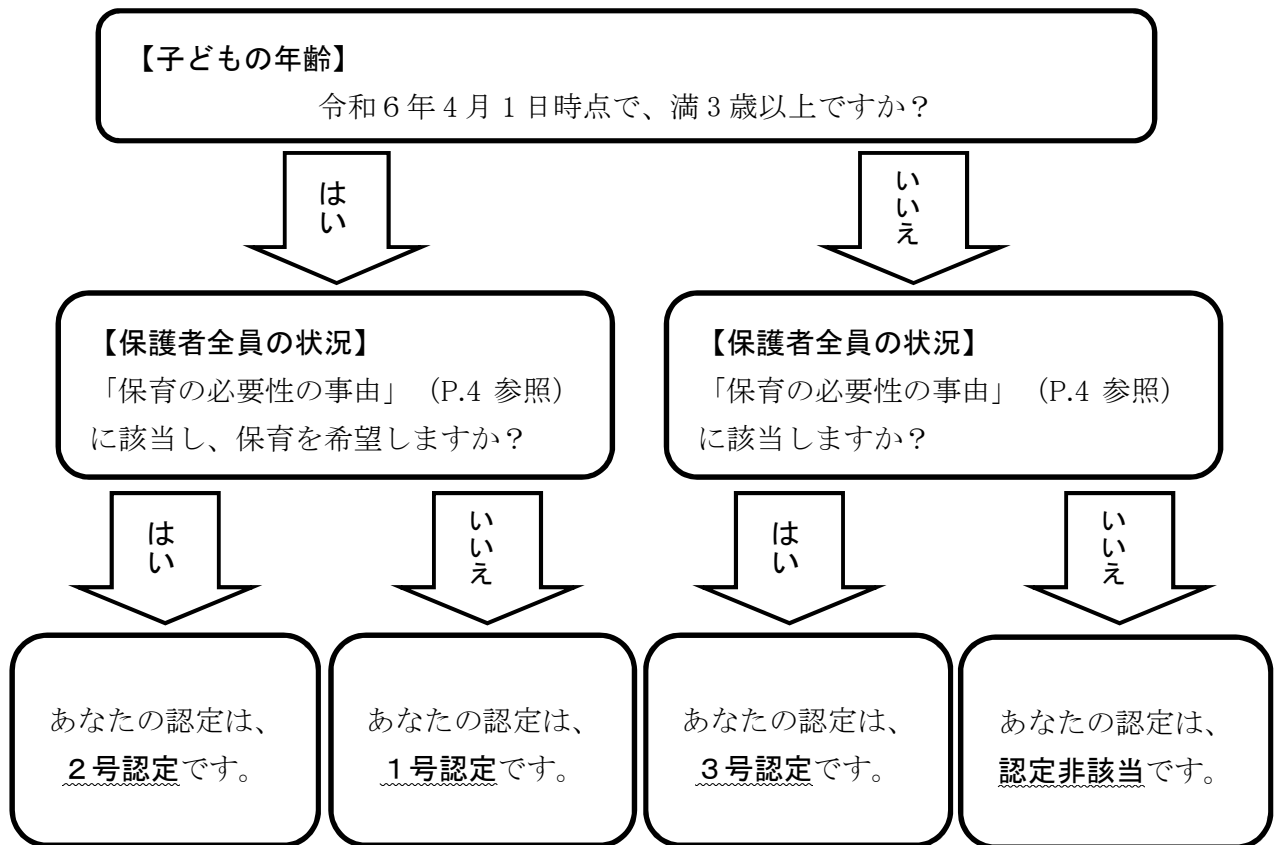 【子どもの年齢】
令和６年４月１日時点で、満３歳以上ですか？
はい
いいえ
【保護者全員の状況】
「保育の必要性の事由」（P.4 参照）
に該当し、保育を希望しますか？
【保護者全員の状況】
「保育の必要性の事由」（P.4 参照）
に該当しますか？
はい
いいえ
はい
いいえ
あなたの認定は、
２号認定です。
あなたの認定は、
１号認定です。
あなたの認定は、
３号認定です。
あなたの認定は、
認定非該当です。